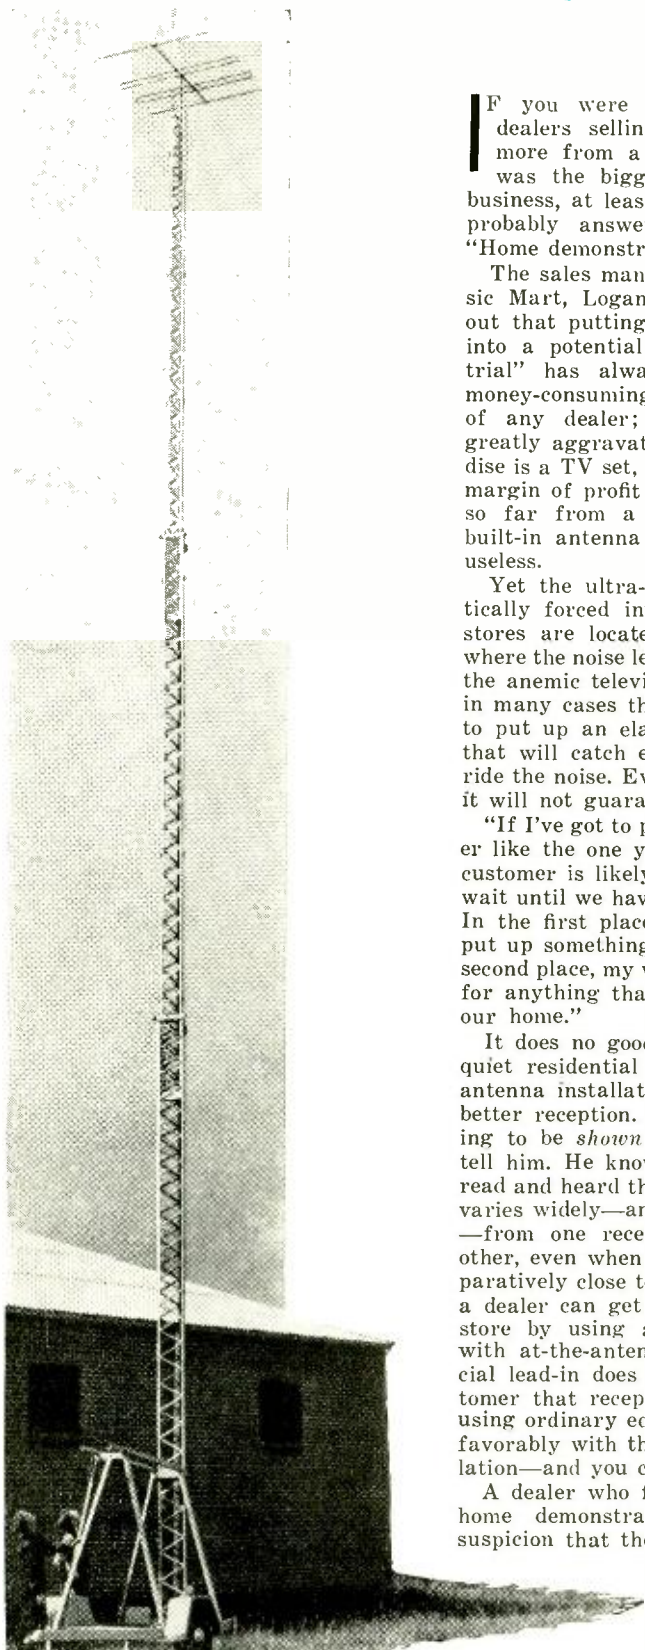 IF you were
dealers sellin
more from a
was the bigg
business, at leas
probably answe
"Home demonstr
The sales man
sic Mart, Logan
out that putting
into a potential
trial" has alwa
money-consuming
of any dealer;
greatly aggravat
dise is a TV set,
margin of profit
so far from a
built-in antenna
useless.
Yet the ultra-
tically forced in
stores are locate
where the noise le
the anemic televi
in many cases th
to put up an ela
that will catch e
ride the noise. Ev
it will not guara
"If I've got to p
er like the one y
customer is likely
wait until we hav
In the first place
put up something
second place, my w
for anything tha
our home."
It does no good
quiet residential
antenna installat
better reception.
ing to be shown
tell him. He know
read and heard th
varies widely—an
—from one rece
other, even when
paratively close t
a dealer can get
store by using a
with at-the-anten
cial lead-in does
tomer that recep
using ordinary eq
favorably with th
lation—and you c
A dealer who f
home demonstra
suspicion that the